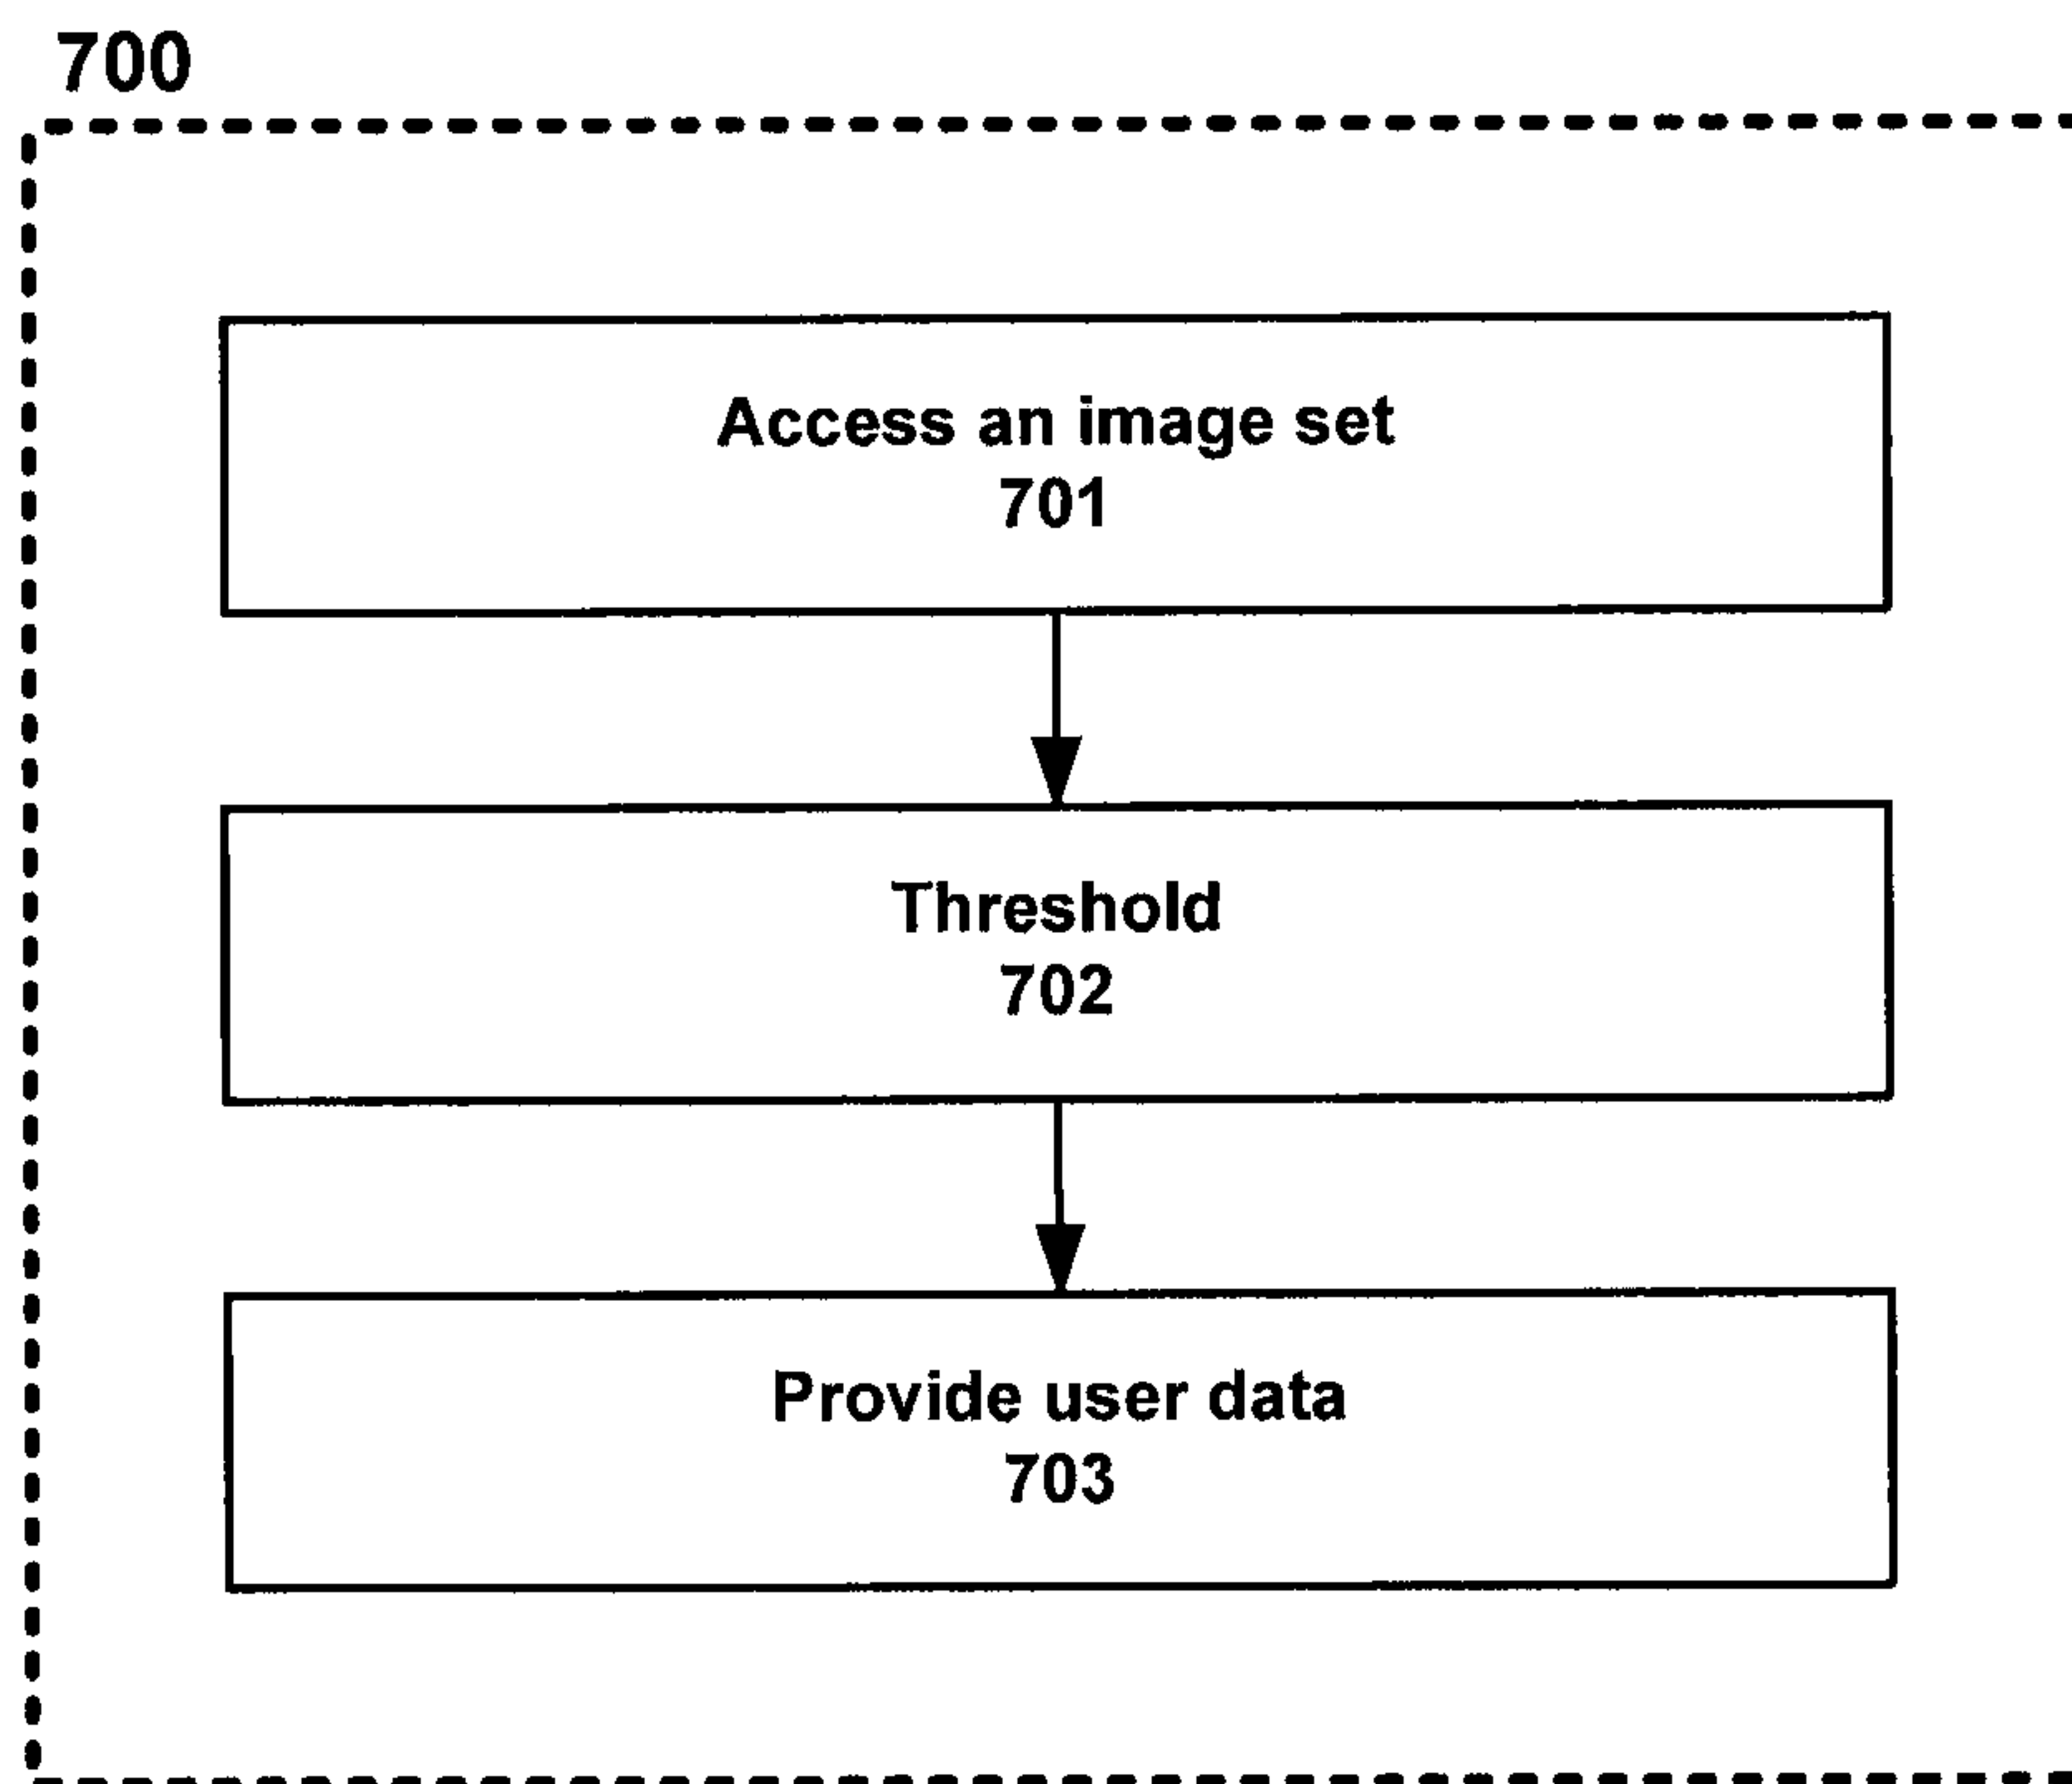 700
Access an image set
701
Threshold
702
Provide user data
703